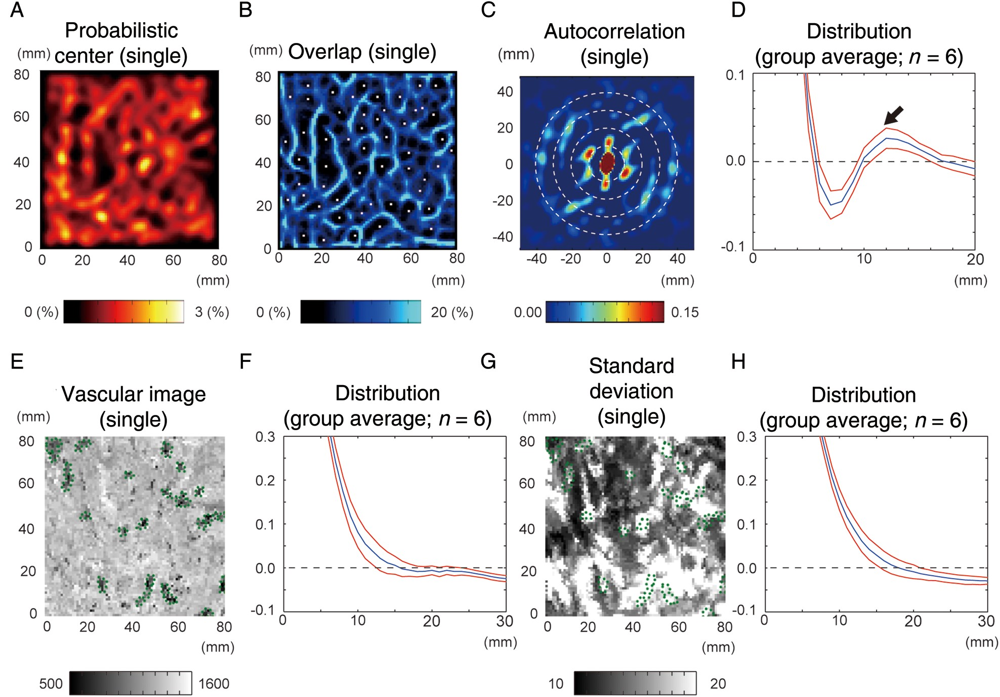 A
Probabilistic
center (single)
(mm)
80
60
40
20
0
0 20 40 60 80
(mm)
0 (%) 3 (%)
B
Overlap (single)
(mm)
80
60
40
20
0
0 20 40 60 80
(mm)
0 (%) 20 (%)
C
Autocorrelation
(single)
(mm)
40
20
0
-20
-40
-40 -20 0 20 40
(mm)
0.00 0.15
D
Distribution
(group average; n = 6)
0.1
0.0
-0.1
0 10 20
(mm)
E
Vascular image
(single)
(mm)
80
60
40
20
0
0 20 40 60 80
(mm)
500 1600
F
Distribution
(group average; n = 6)
0.3
0.2
0.1
0.0
-0.1
0 10 20 30
(mm)
G
Standard
deviation
(single)
(mm)
80
60
40
20
0
0 20 40 60 80
(mm)
10 20
H
Distribution
(group average; n = 6)
0.3
0.2
0.1
0.0
-0.1
0 10 20 30
(mm)